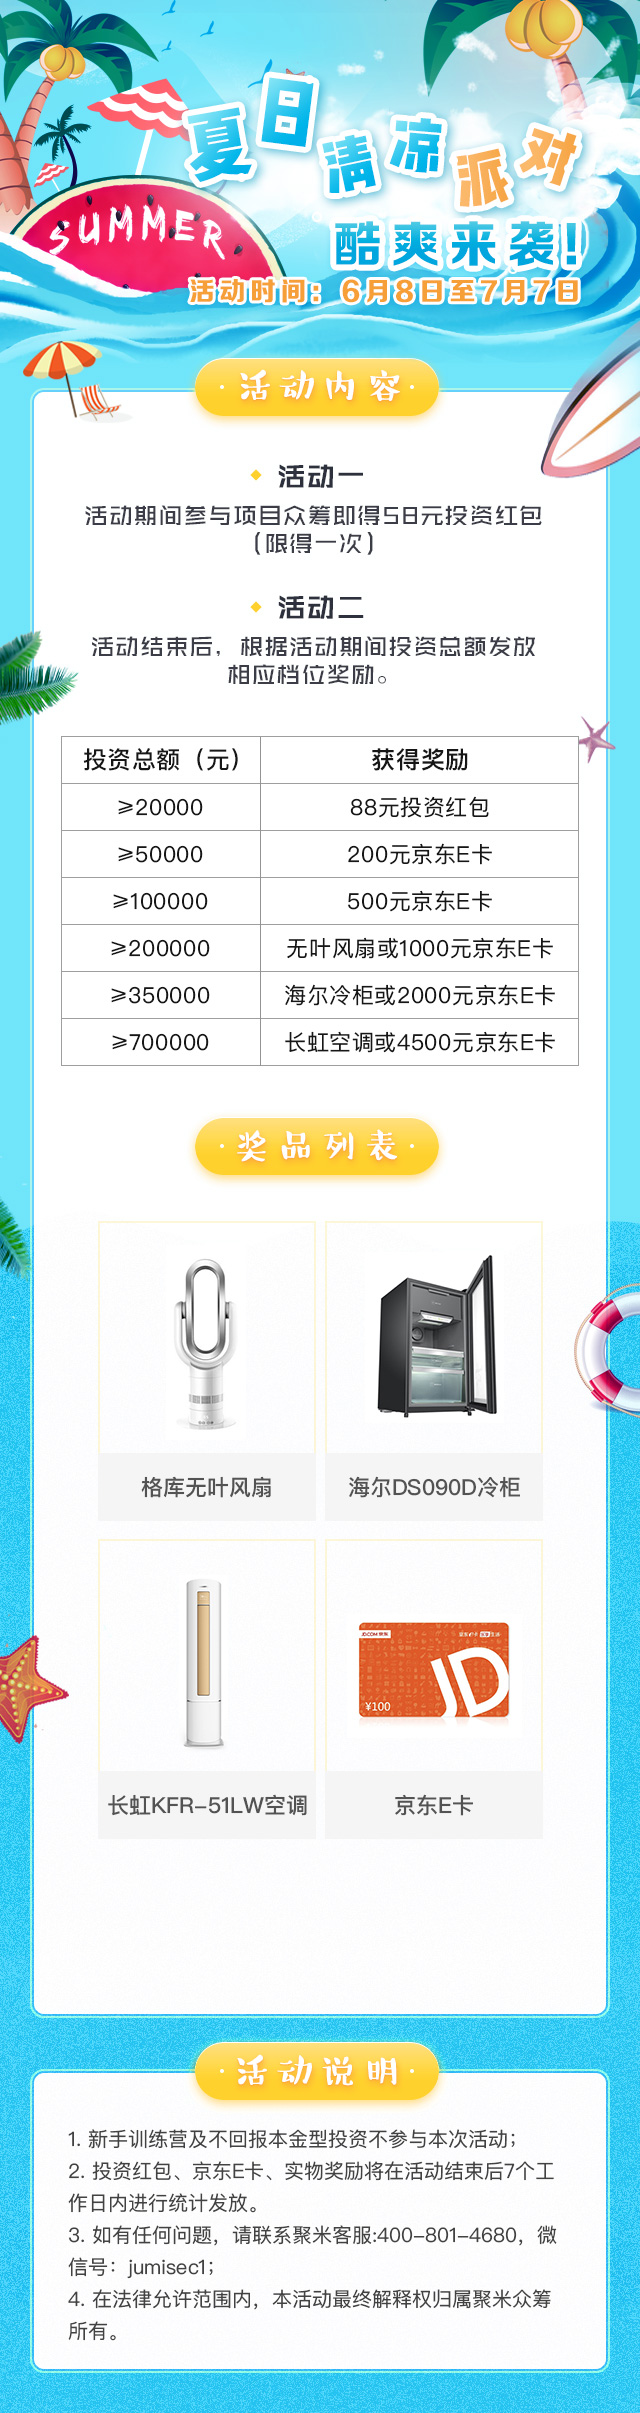 夏日清凉派对
SUMMER
酷爽来袭!
活动时间：6月8日至7月7日
·活动内容·
活动一
活动期间参与项目众筹即得58元投资红包
（限得一次）
活动二
活动结束后，根据活动期间投资总额发放
相应档位奖励。
投资总额（元） 获得奖励
≥20000 88元投资红包
≥50000 200元京东E卡
≥100000 500元京东E卡
≥200000 无叶风扇或1000元京东E卡
≥350000 海尔冷柜或2000元京东E卡
≥700000 长虹空调或4500元京东E卡
·奖品列表·
格库无叶风扇 海尔DS090D冷柜
JD.COM 京东
JD
¥100
长虹KFR-51LW空调 京东E卡
·活动说明·
1. 新手训练营及不回报本金型投资不参与本次活动；
2. 投资红包、京东E卡、实物奖励将在活动结束后7个工
作日内进行统计发放。
3. 如有任何问题，请联系聚米客服:400-801-4680，微
信号：jumisec1；
4. 在法律允许范围内，本活动最终解释权归属聚米众筹
所有。